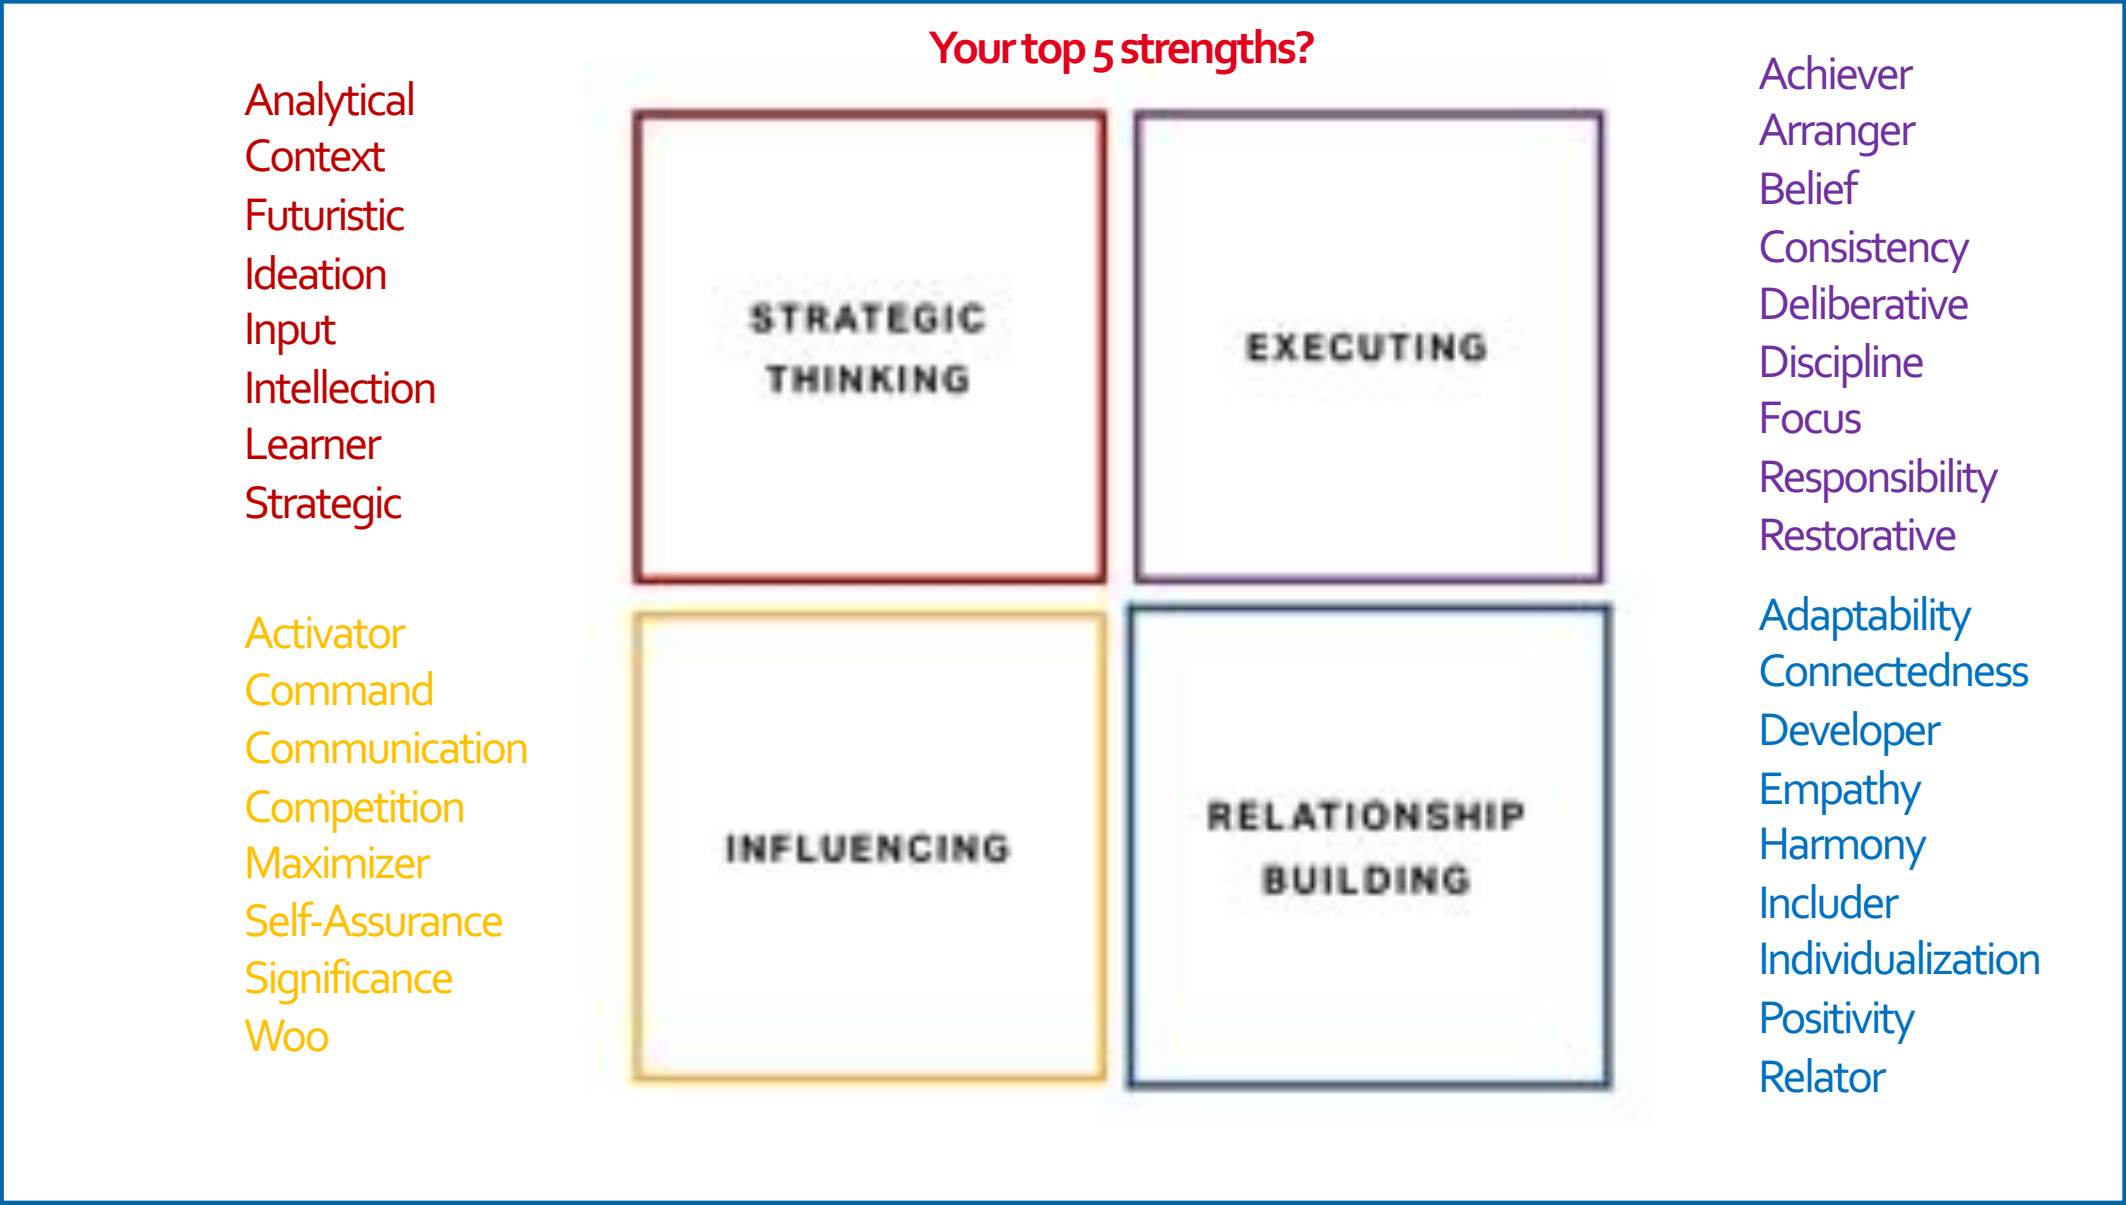 Your top 5 strengths?
Analytical
Context
Futuristic
Ideation
Input
Intellection
Learner
Strategic
STRATEGIC
THINKING
EXECUTING
Achiever
Arranger
Belief
Consistency
Deliberative
Discipline
Focus
Responsibility
Restorative
Activator
Command
Communication
Competition
Maximizer
Self-Assurance
Significance
Woo
INFLUENCING
RELATIONSHIP
BUILDING
Adaptability
Connectedness
Developer
Empathy
Harmony
Includer
Individualization
Positivity
Relator